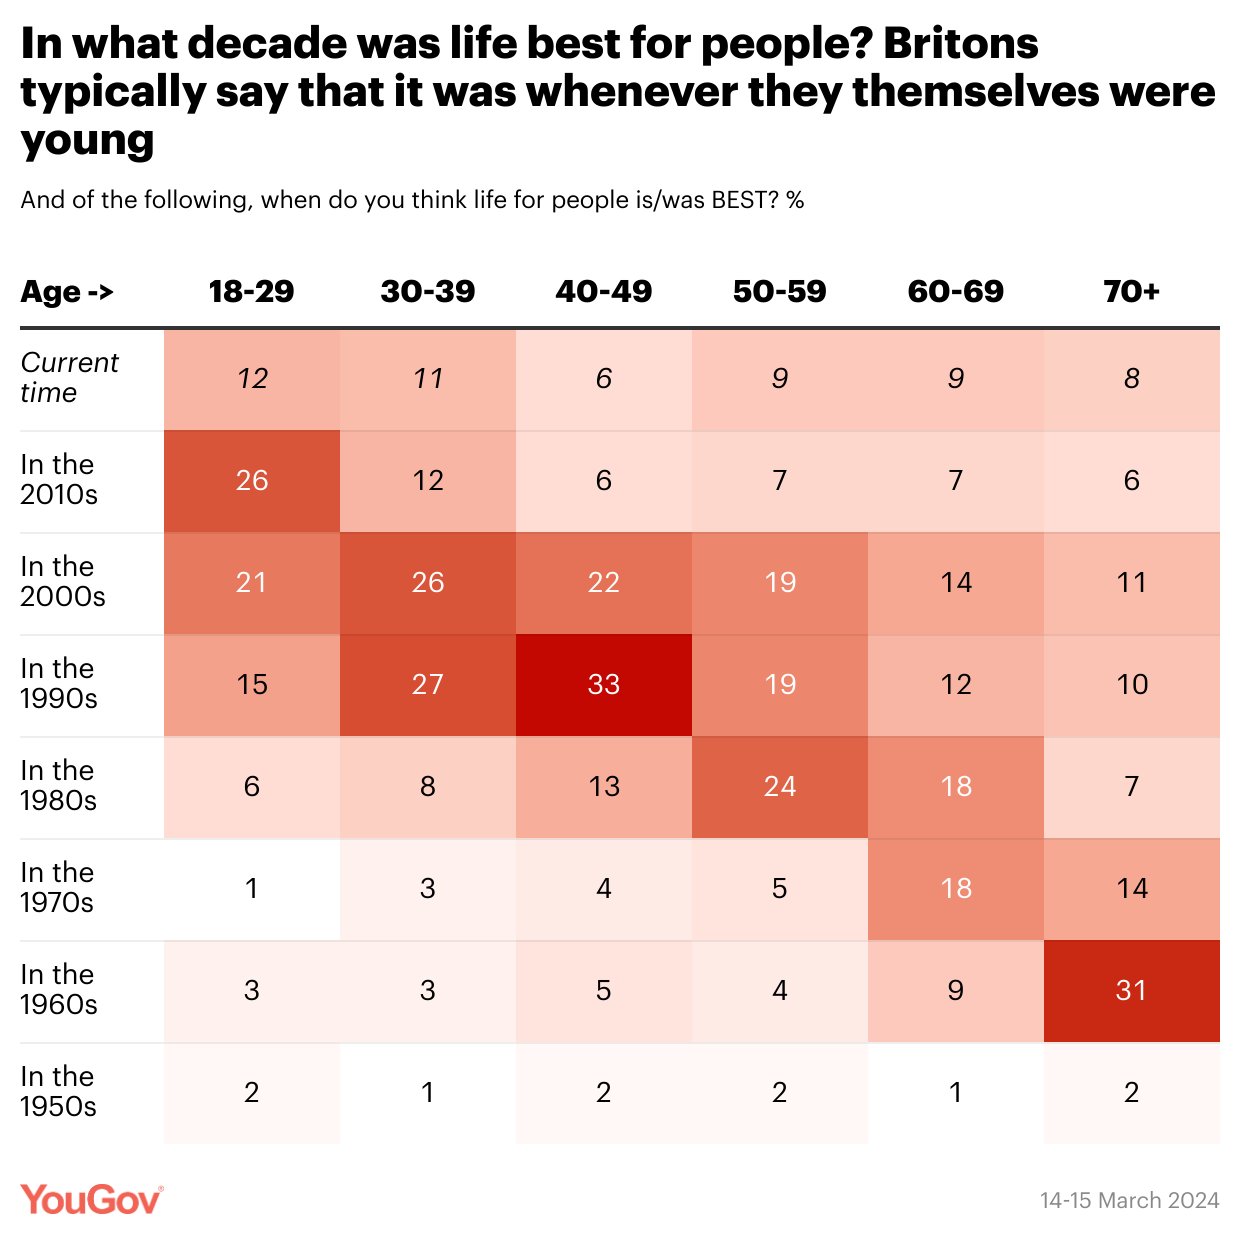 In what decade was life best for people? Britons
typically say that it was whenever they themselves were
young
And of the following, when do you think life for people is/was BEST? %
Age -> 18-29 30-39 40-49 50-59 60-69 70+
Current
time 12 11 6 9 9 8
In the
2010s 26 12 6 7 7 6
In the
2000s 21 26 22 19 14 11
In the
1990s 15 27 33 19 12 10
In the
1980s 6 8 13 24 18 7
In the
1970s 1 3 4 5 18 14
In the
1960s 3 3 5 4 9 31
In the
1950s 2 1 2 2 1 2
YouGov® 14-15 March 2024